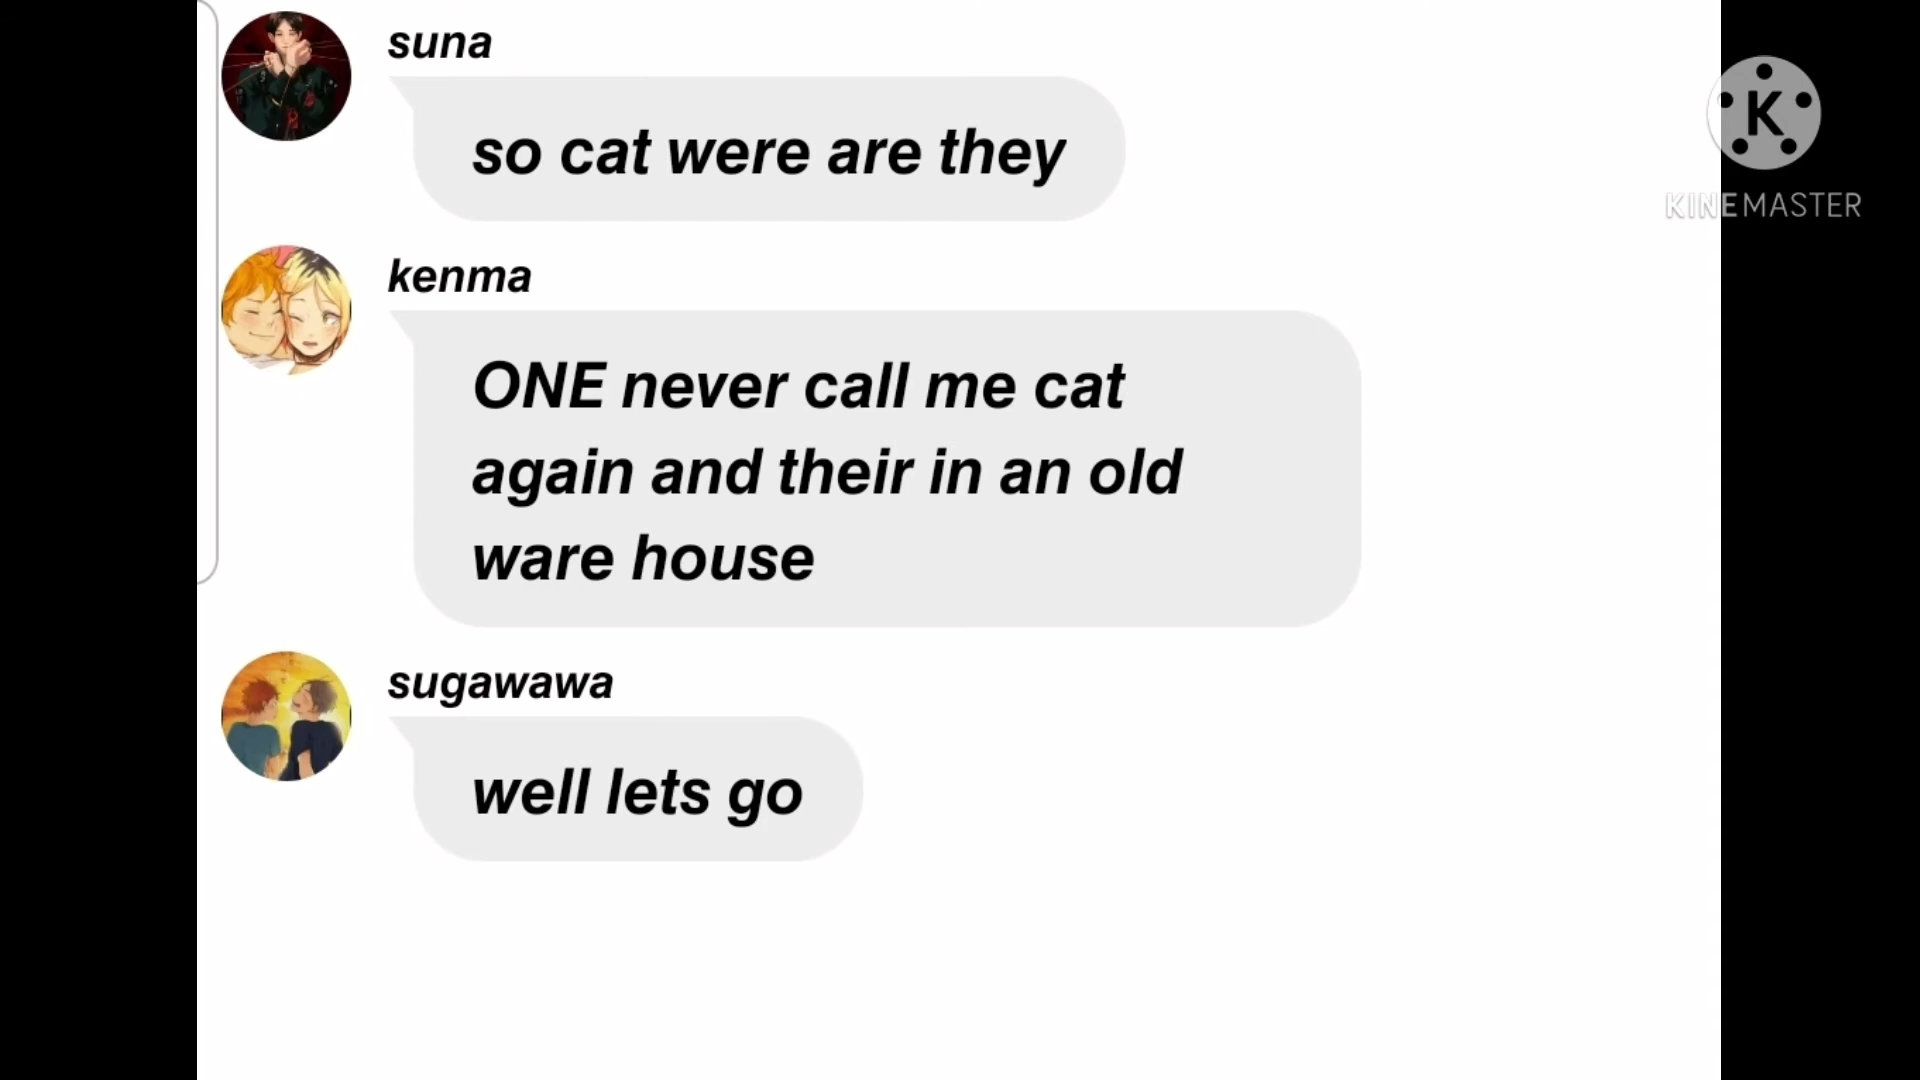 suna
so cat were are they
K
KINEMASTER
kenma
ONE never call me cat
again and their in an old
ware house
sugawawa
well lets go